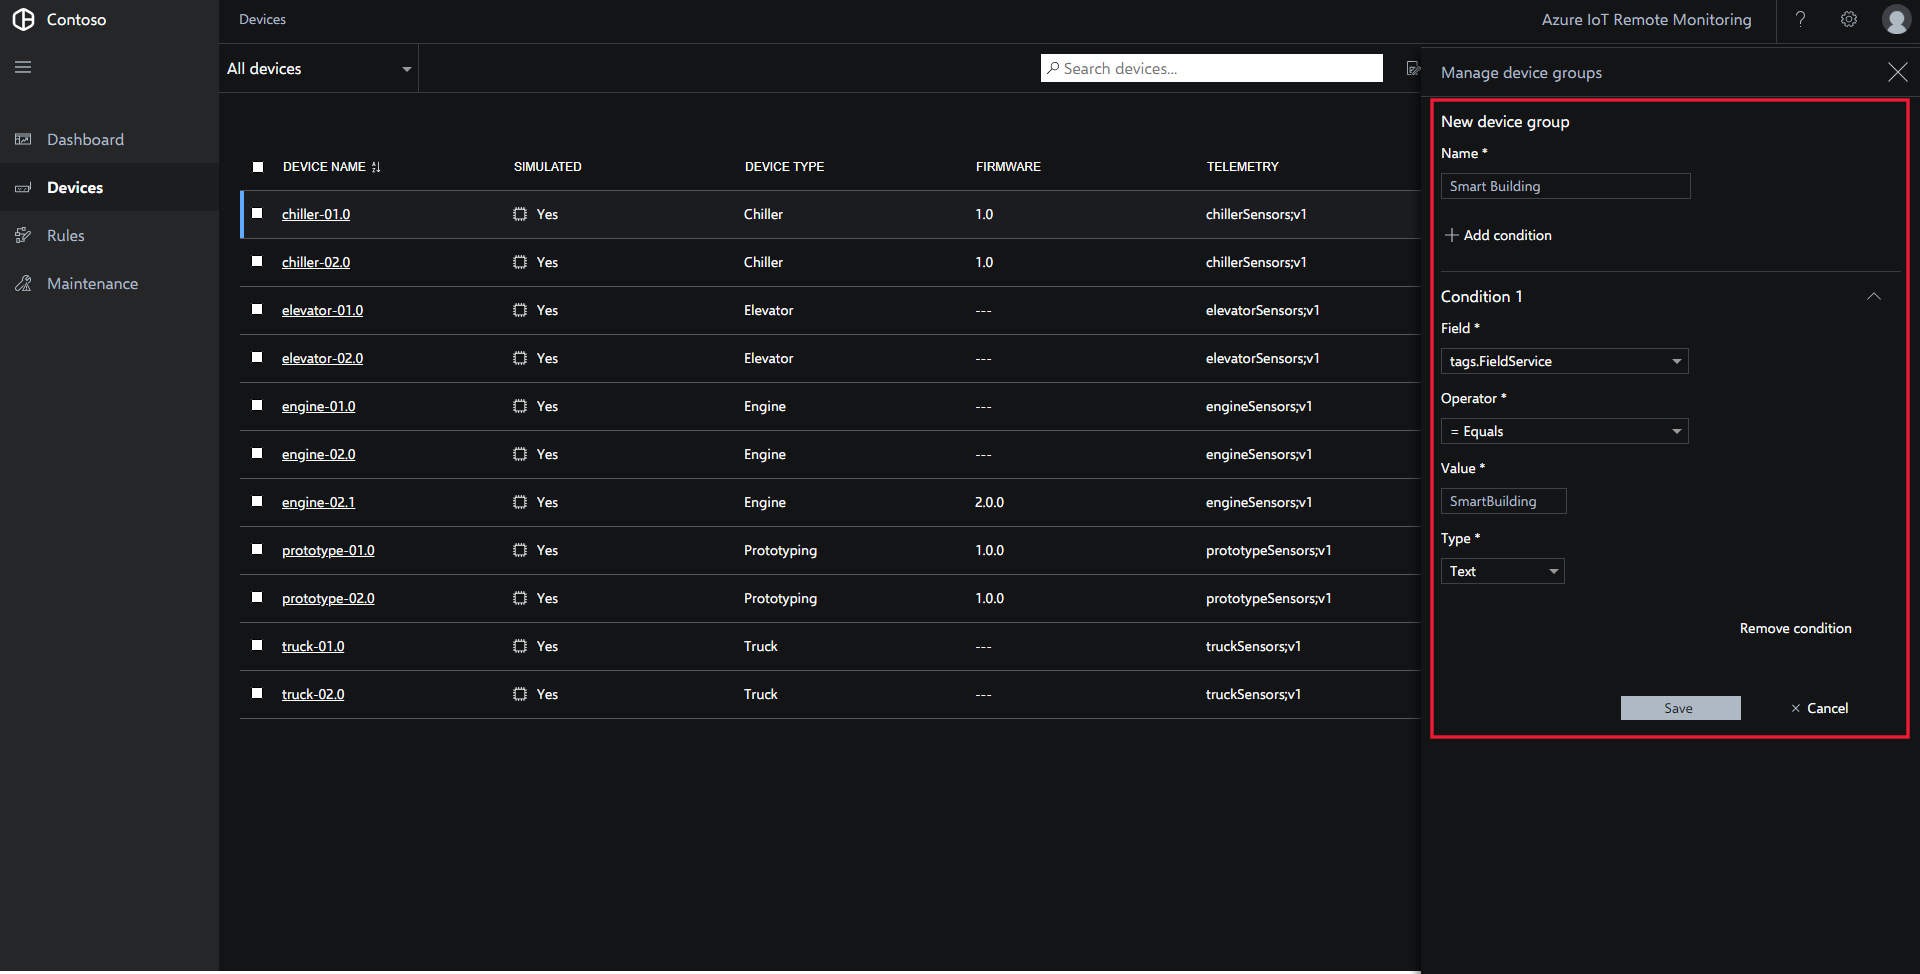 Contoso
Devices
Azure IoT Remote Monitoring
?
All devices
Search devices...
Dashboard
Devices
Rules
Maintenance
DEVICE NAME SIMULATED DEVICE TYPE FIRMWARE TELEMETRY
chiller-01.0 Yes Chiller 1.0 chillerSensors;v1
chiller-02.0 Yes Chiller 1.0 chillerSensors;v1
elevator-01.0 Yes Elevator --- elevatorSensors;v1
elevator-02.0 Yes Elevator --- elevatorSensors;v1
engine-01.0 Yes Engine --- engineSensors;v1
engine-02.0 Yes Engine --- engineSensors;v1
engine-02.1 Yes Engine 2.0.0 engineSensors;v1
prototype-01.0 Yes Prototyping 1.0.0 prototypeSensors;v1
prototype-02.0 Yes Prototyping 1.0.0 prototypeSensors;v1
truck-01.0 Yes Truck --- truckSensors;v1
truck-02.0 Yes Truck --- truckSensors;v1
Manage device groups
New device group
Name *
Smart Building
+ Add condition
Condition 1
Field *
tags.FieldService
Operator *
= Equals
Value *
SmartBuilding
Type *
Text
Remove condition
Save
× Cancel